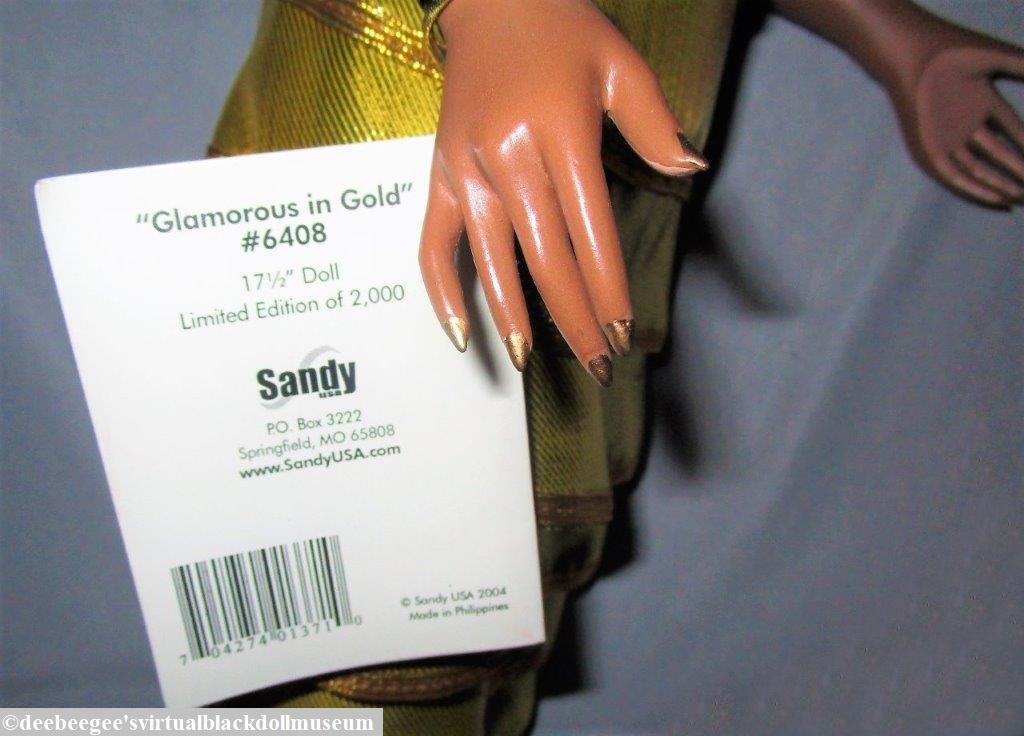 “Glamorous in Gold”
#6408
17½” Doll
Limited Edition of 2,000
Sandy
usa
P.O. Box 3222
Springfield, MO 65808
www.SandyUSA.com
© Sandy USA 2004
Made in Philippines
7 04274 01371 0
©deebeegee'svirtualblackdollmuseum